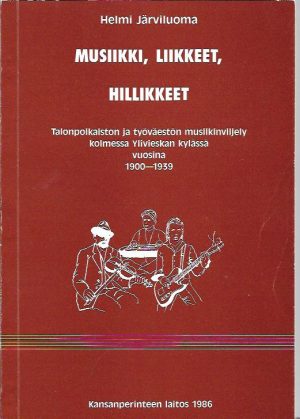 Helmi Järviluoma
MUSIIKKI, LIIKKEET,
HILLIKKEET
Talonpoikaiston ja työväestön musiikinviljely
kolmessa Ylivieskan kylässä
vuosina
1900—1939
Kansanperinteen laitos 1986